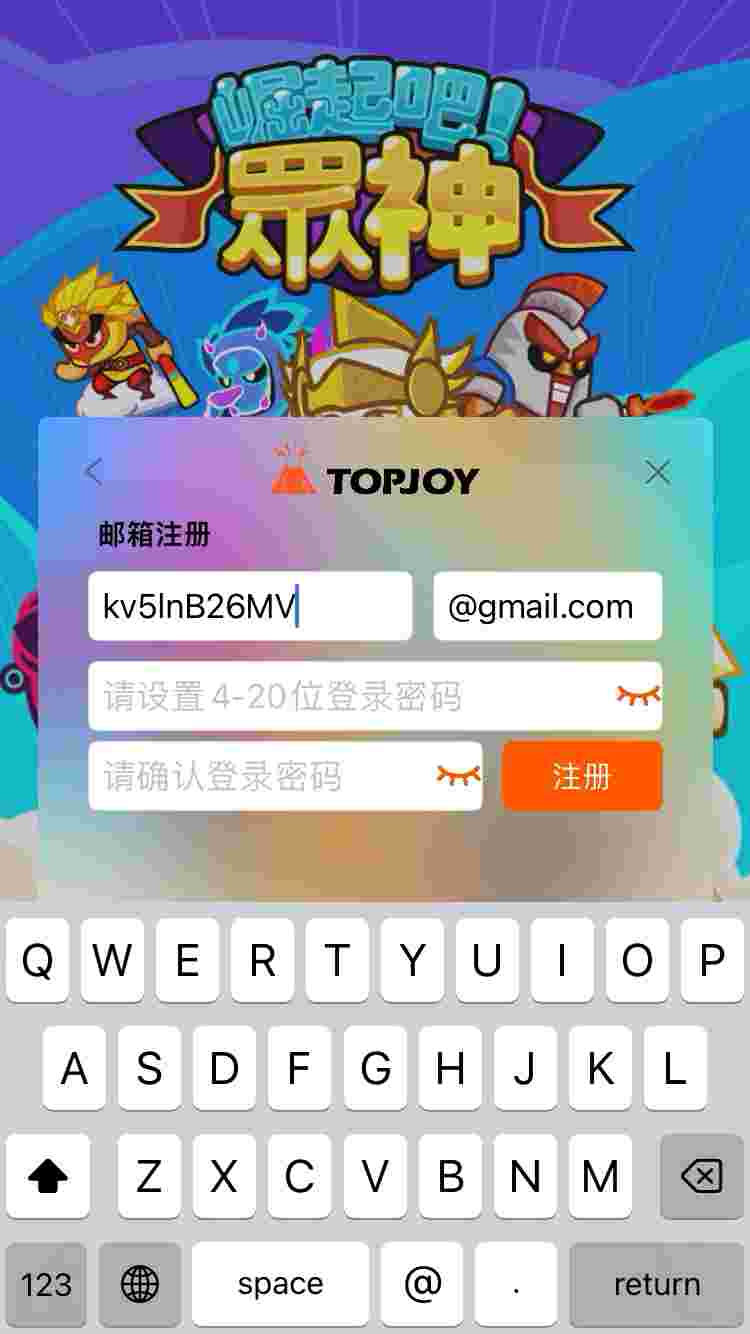 崛起吧!
眾神
TOPJOY
邮箱注册
kv5lnB26MV @gmail.com
请设置4-20位登录密码
请确认登录密码 注册
Q W E R T Y U I O P
A S D F G H J K L
Z X C V B N M
123 space @ . return